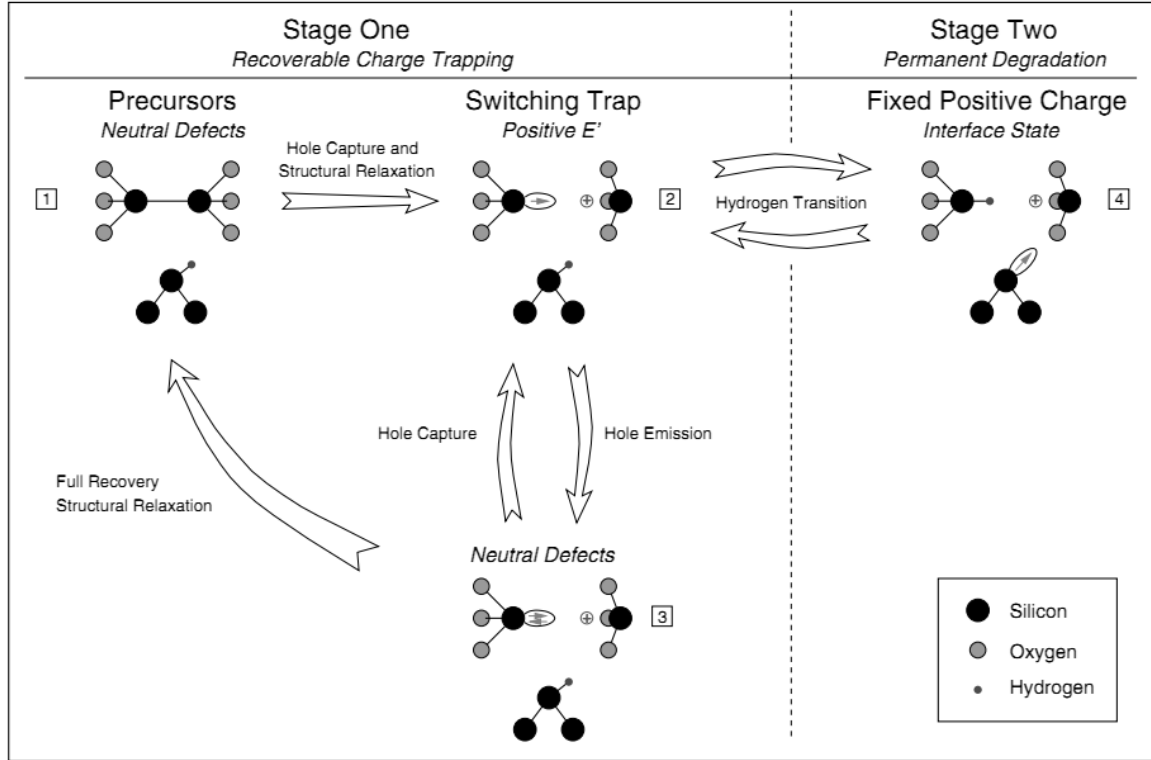 Stage One
Recoverable Charge Trapping
Stage Two
Permanent Degradation
Precursors
Neutral Defects
Switching Trap
Positive E'
Fixed Positive Charge
Interface State
Hole Capture and
Structural Relaxation
1
2
Hydrogen Transition
4
Hole Capture
Hole Emission
Full Recovery
Structural Relaxation
Neutral Defects
3
Silicon
Oxygen
Hydrogen